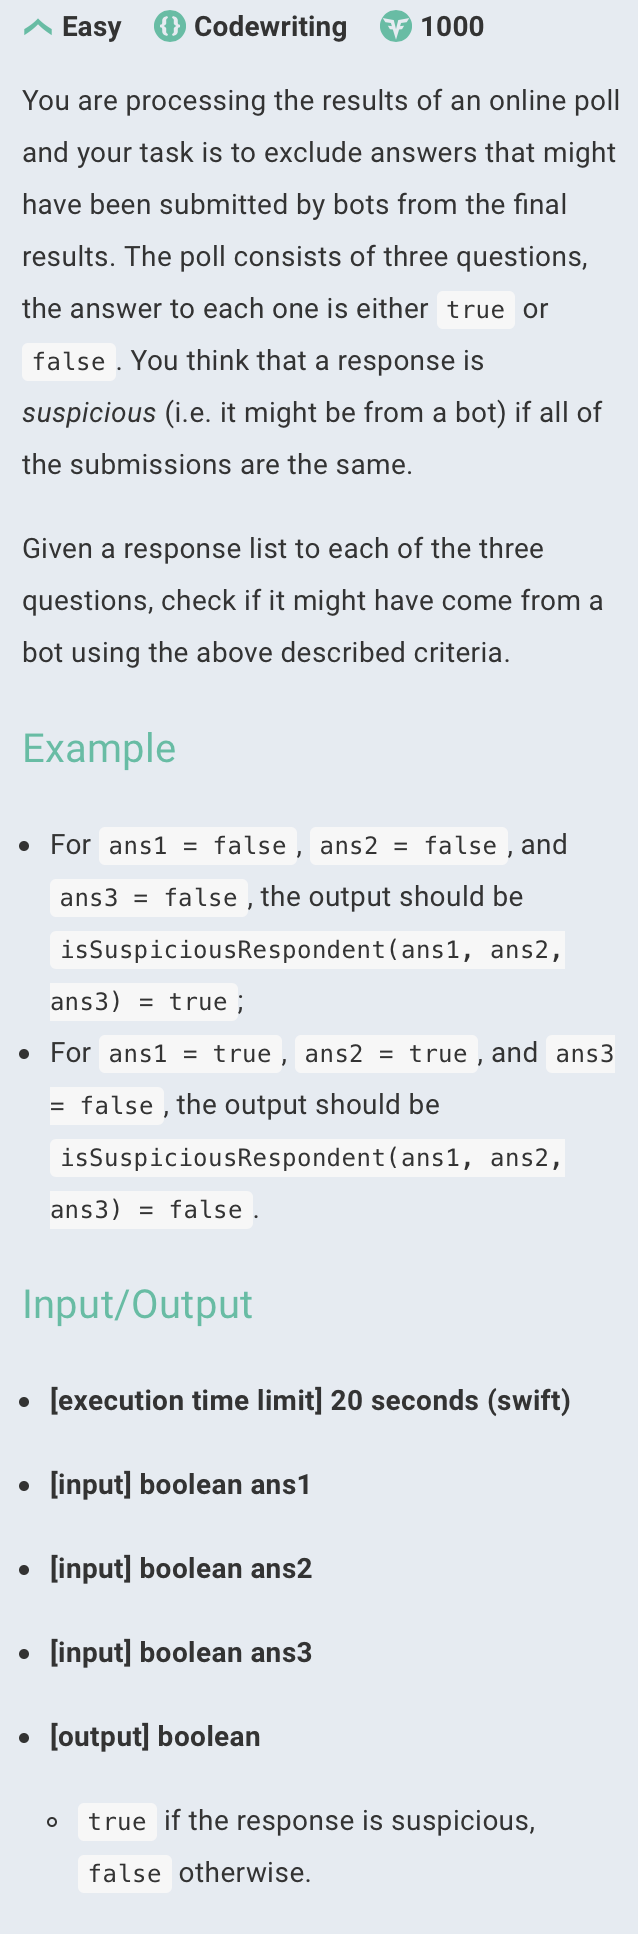 Easy Codewriting 1000
You are processing the results of an online poll
and your task is to exclude answers that might
have been submitted by bots from the final
results. The poll consists of three questions,
the answer to each one is either true or
false. You think that a response is
suspicious (i.e. it might be from a bot) if all of
the submissions are the same.
Given a response list to each of the three
questions, check if it might have come from a
bot using the above described criteria.
Example
• For ans1 = false, ans2 = false, and
ans3 = false, the output should be
isSuspiciousRespondent(ans1, ans2,
ans3) = true;
• For ans1 = true, ans2 = true, and ans3
= false, the output should be
isSuspiciousRespondent(ans1, ans2,
ans3) = false.
Input/Output
• [execution time limit] 20 seconds (swift)
• [input] boolean ans1
• [input] boolean ans2
• [input] boolean ans3
• [output] boolean
◦ true if the response is suspicious,
false otherwise.